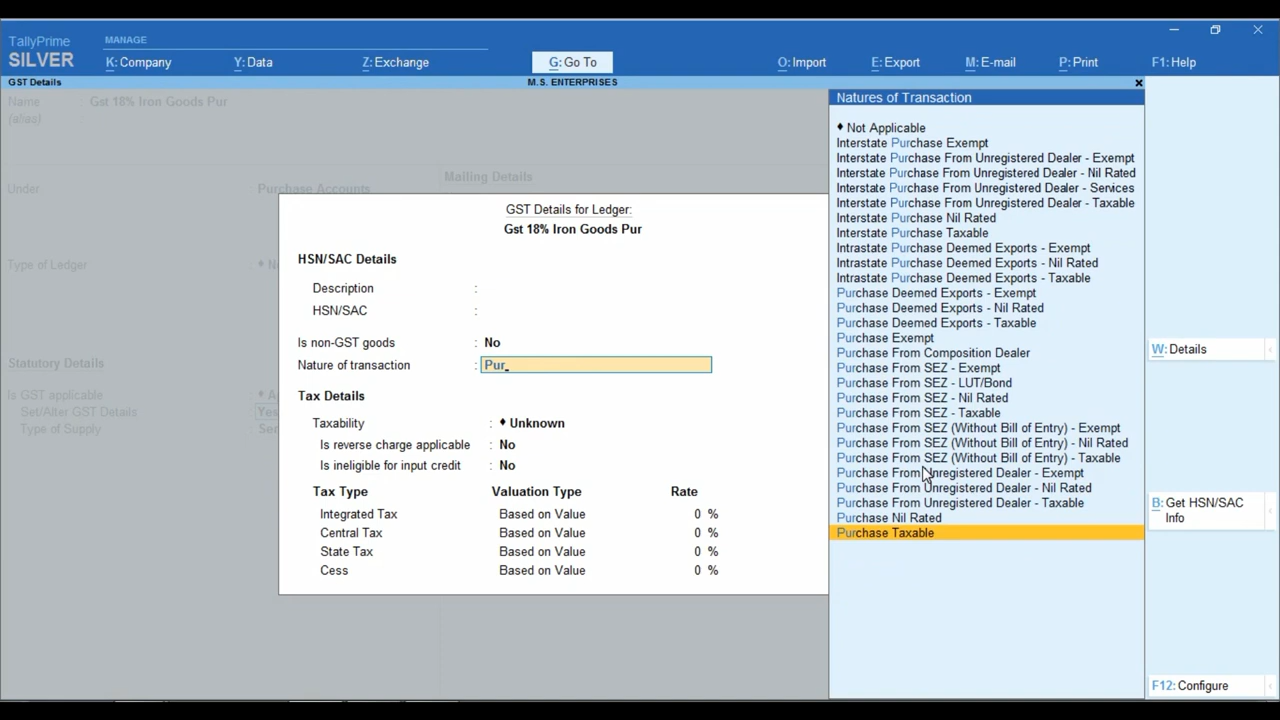 TallyPrime
SILVER
MANAGE
K: Company
Y: Data
Z: Exchange
G: Go To
O: Import
E: Export
M: E-mail
P: Print
F1: Help
GST Details
M.S. ENTERPRISES
Name
Gst 18% Iron Goods Pur
(alias)
Under
Purchase Accounts
Mailing Details
Type of Ledger
Statutory Details
Is GST applicable
Set/Alter GST Details
Yes
Type of Supply
GST Details for Ledger:
Gst 18% Iron Goods Pur
HSN/SAC Details
Description :
HSN/SAC :
Is non-GST goods : No
Nature of transaction : Pur
Tax Details
Taxability : ♦ Unknown
Is reverse charge applicable : No
Is ineligible for input credit : No
Tax Type Valuation Type Rate
Integrated Tax Based on Value 0 %
Central Tax Based on Value 0 %
State Tax Based on Value 0 %
Cess Based on Value 0 %
Natures of Transaction
♦ Not Applicable
Interstate Purchase Exempt
Interstate Purchase From Unregistered Dealer - Exempt
Interstate Purchase From Unregistered Dealer - Nil Rated
Interstate Purchase From Unregistered Dealer - Services
Interstate Purchase From Unregistered Dealer - Taxable
Interstate Purchase Nil Rated
Interstate Purchase Taxable
Intrastate Purchase Deemed Exports - Exempt
Intrastate Purchase Deemed Exports - Nil Rated
Intrastate Purchase Deemed Exports - Taxable
Purchase Deemed Exports - Exempt
Purchase Deemed Exports - Nil Rated
Purchase Deemed Exports - Taxable
Purchase Exempt
Purchase From Composition Dealer
Purchase From SEZ - Exempt
Purchase From SEZ - LUT/Bond
Purchase From SEZ - Nil Rated
Purchase From SEZ - Taxable
Purchase From SEZ (Without Bill of Entry) - Exempt
Purchase From SEZ (Without Bill of Entry) - Nil Rated
Purchase From SEZ (Without Bill of Entry) - Taxable
Purchase From Unregistered Dealer - Exempt
Purchase From Unregistered Dealer - Nil Rated
Purchase From Unregistered Dealer - Taxable
Purchase Nil Rated
Purchase Taxable
W: Details
B: Get HSN/SAC
Info
F12: Configure